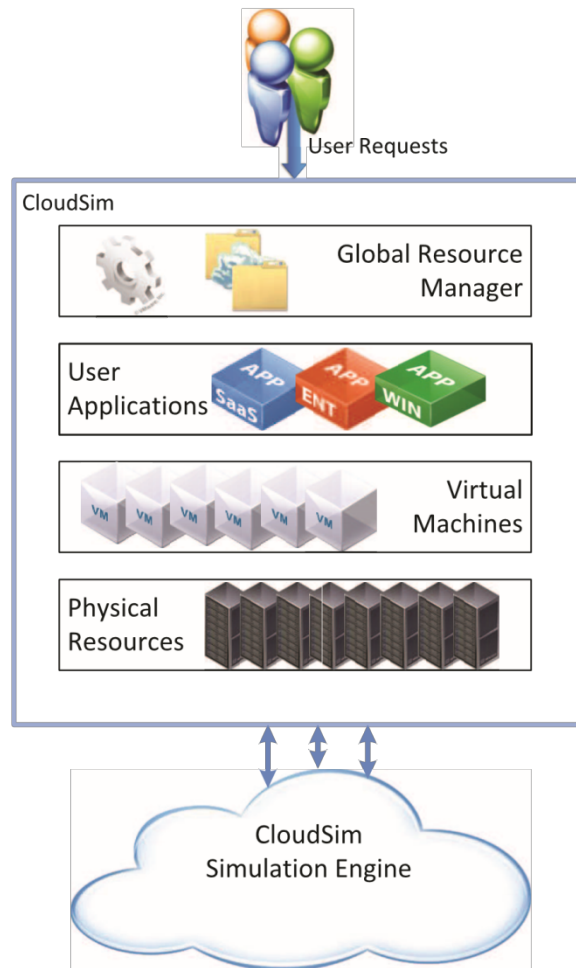 User Requests
CloudSim
Global Resource
Manager
User
Applications
APP
SaaS
APP
ENT
APP
WIN
VM
VM
VM
VM
VM
VM
Virtual
Machines
Physical
Resources
CloudSim
Simulation Engine